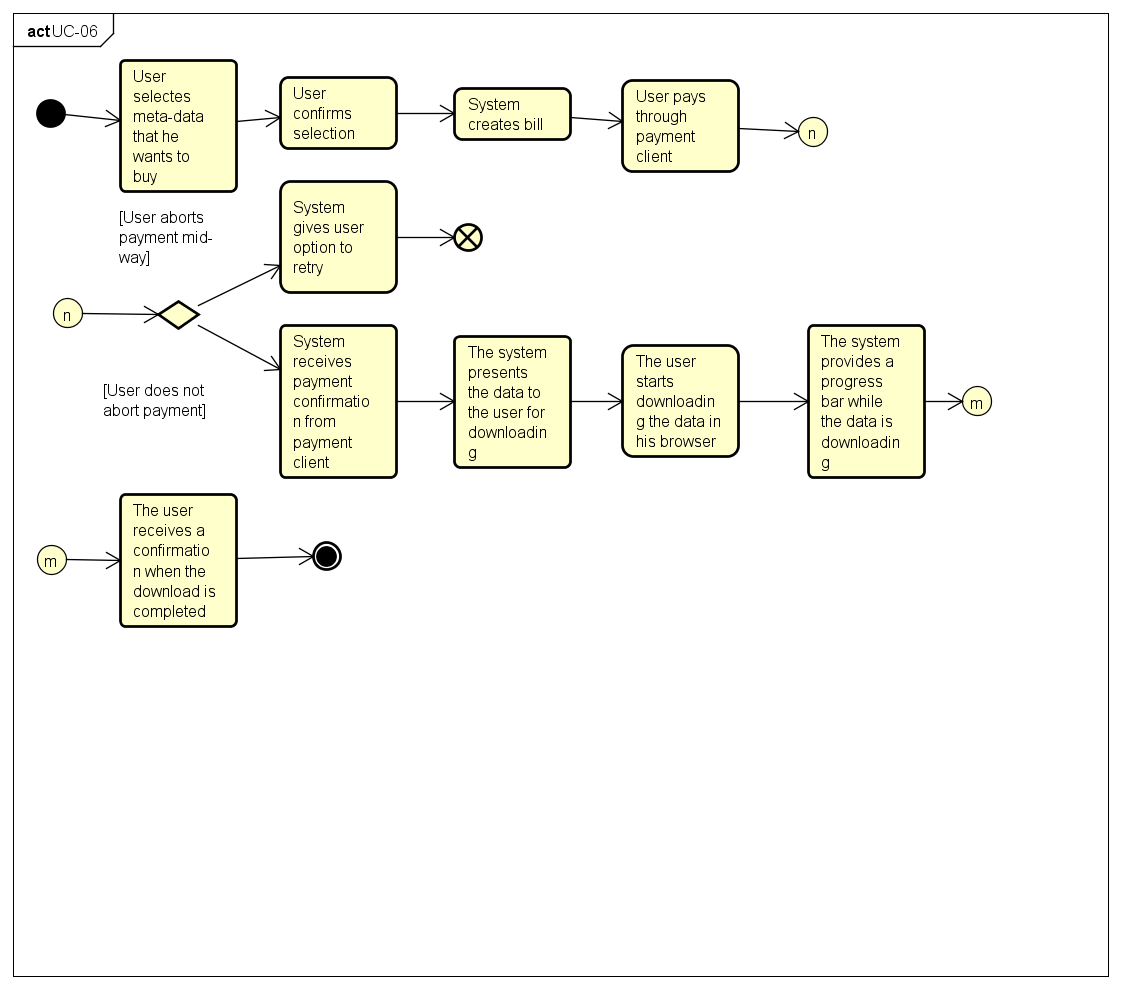 act UC-06
User
selectes
meta-data
that he
wants to
buy
User
confirms
selection
System
creates bill
User pays
through
payment
client
n
[User aborts
payment mid-
way]
System
gives user
option to
retry
n
[User does not
abort payment]
System
receives
payment
confirmatio
n from
payment
client
The system
presents
the data to
the user for
downloadin
g
The user
starts
downloadin
g the data in
his browser
The system
provides a
progress
bar while
the data is
downloadin
g
m
m
The user
receives a
confirmatio
n when the
download is
completed